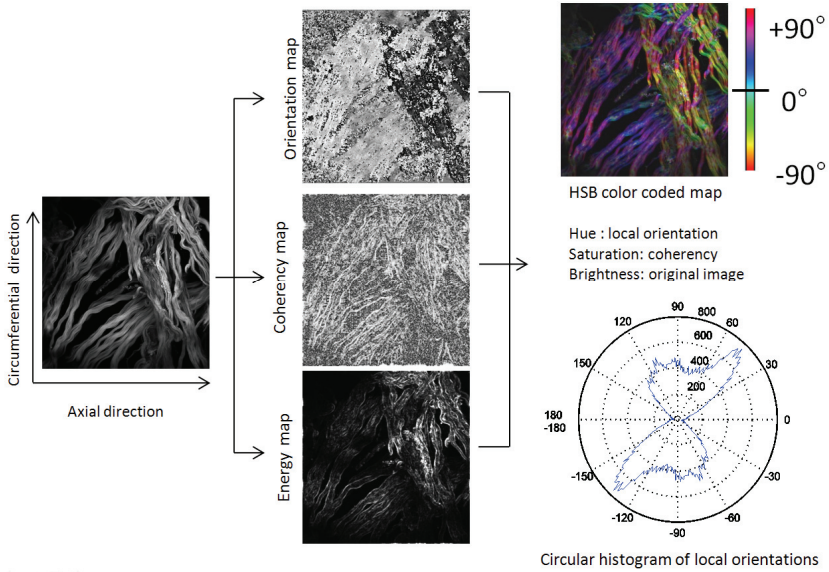 Circumferential direction
Axial direction
Orientation map
Coherency map
Energy map
+90°
0°
-90°
HSB color coded map
Hue : local orientation
Saturation: coherency
Brightness: original image
90
800
120
60
600
400
150
30
200
180
0
-180
-150
-30
-120
-60
-90
Circular histogram of local orientations